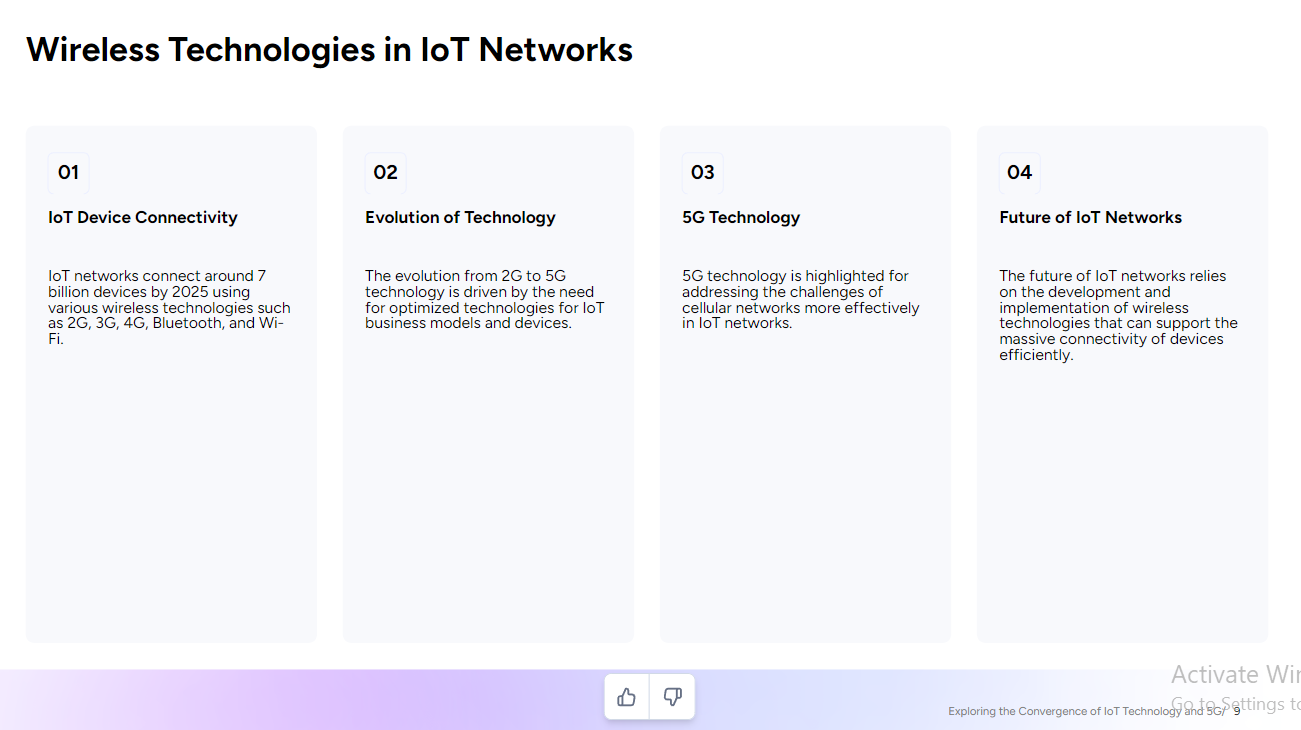 Wireless Technologies in IoT Networks
01
IoT Device Connectivity
IoT networks connect around 7
billion devices by 2025 using
various wireless technologies such
as 2G, 3G, 4G, Bluetooth, and Wi-
Fi.
02
Evolution of Technology
The evolution from 2G to 5G
technology is driven by the need
for optimized technologies for IoT
business models and devices.
03
5G Technology
5G technology is highlighted for
addressing the challenges of
cellular networks more effectively
in IoT networks.
04
Future of IoT Networks
The future of IoT networks relies
on the development and
implementation of wireless
technologies that can support the
massive connectivity of devices
efficiently.
Activate Wi
Go to Settings to
Exploring the Convergence of IoT Technology and 5G/ 9